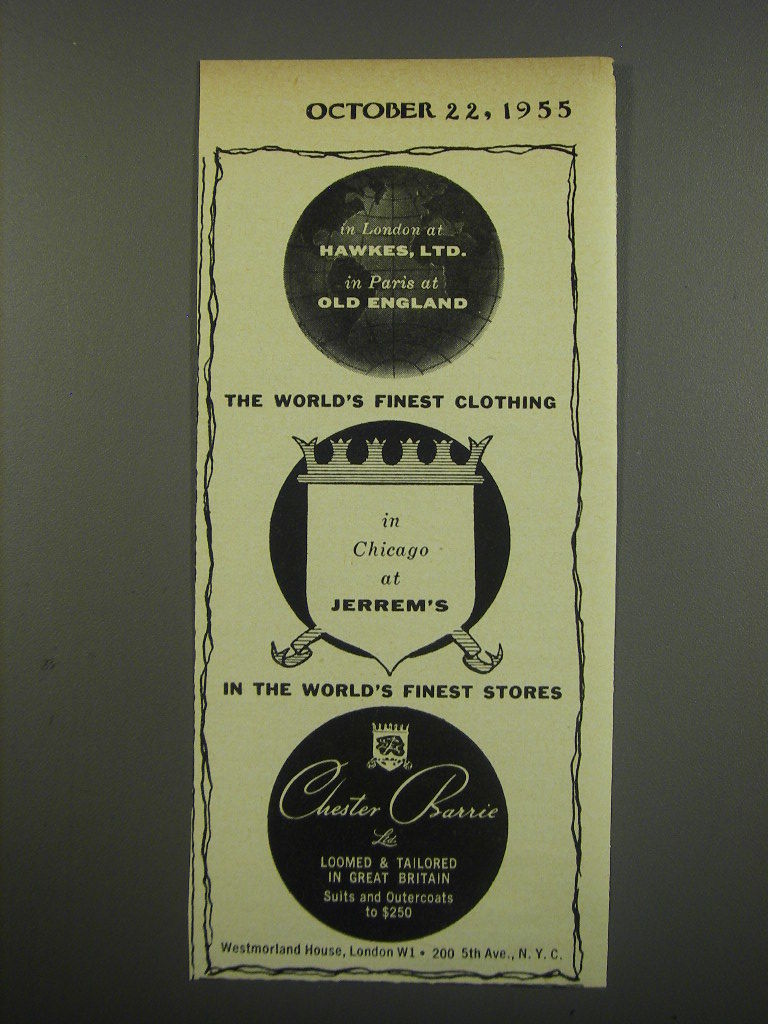 OCTOBER 22, 1955
in London at
HAWKES, LTD.
in Paris at
OLD ENGLAND
THE WORLD'S FINEST CLOTHING
in
Chicago
at
JERREM'S
IN THE WORLD'S FINEST STORES
Chester Barrie
Ltd.
LOOMED & TAILORED
IN GREAT BRITAIN
Suits and Outercoats
to $250
Westmorland House, London W1 • 200 5th Ave., N. Y. C.